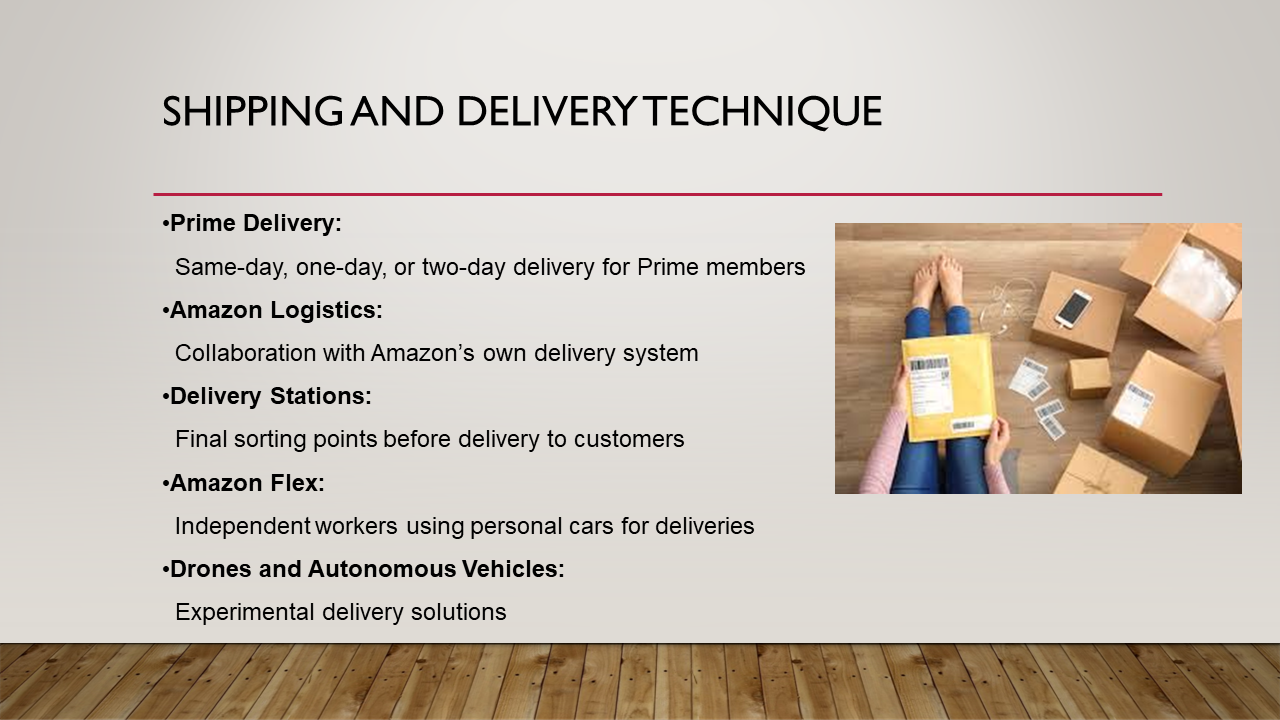 SHIPPING AND DELIVERY TECHNIQUE
•Prime Delivery:
Same-day, one-day, or two-day delivery for Prime members
•Amazon Logistics:
Collaboration with Amazon’s own delivery system
•Delivery Stations:
Final sorting points before delivery to customers
•Amazon Flex:
Independent workers using personal cars for deliveries
•Drones and Autonomous Vehicles:
Experimental delivery solutions